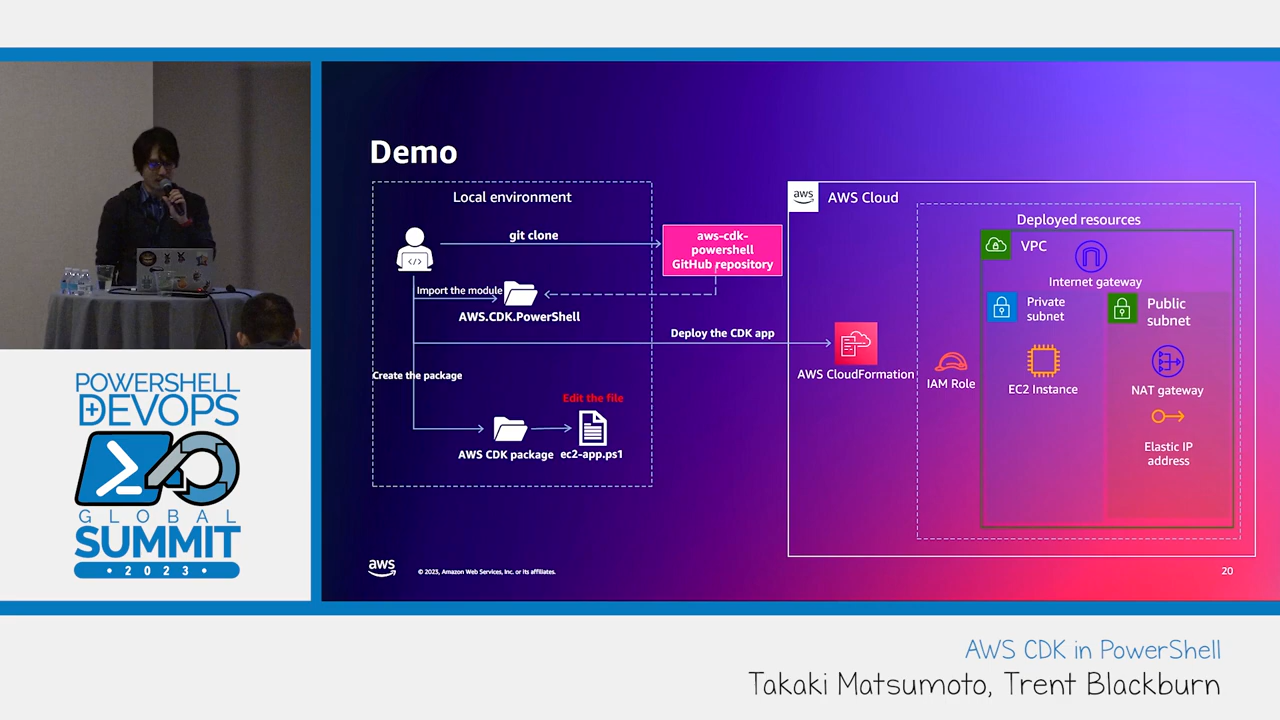 Demo
Local environment
git clone
aws-cdk-
powershell
GitHub repository
Import the module
AWS.CDK.PowerShell
Deploy the CDK app
Create the package
Edit the file
AWS CDK package
ec2-app.ps1
aws
AWS Cloud
AWS CloudFormation
Deployed resources
VPC
Internet gateway
Private
subnet
Public
subnet
IAM Role
EC2 Instance
NAT gateway
Elastic IP
address
aws
© 2023, Amazon Web Services, Inc. or its affiliates.
20
POWERSHELL
+ DEVOPS
GLOBAL
SUMMIT
• 2023 •
AWS CDK in PowerShell
Takaki Matsumoto, Trent Blackburn